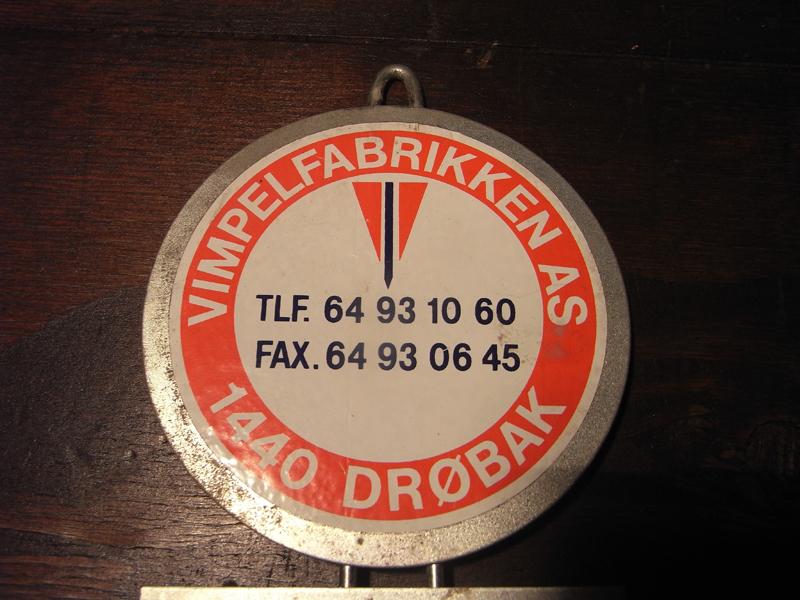 VIMPELFABRIKKEN AS
TLF. 64 93 10 60
FAX. 64 93 06 45
1440 DRØBAK